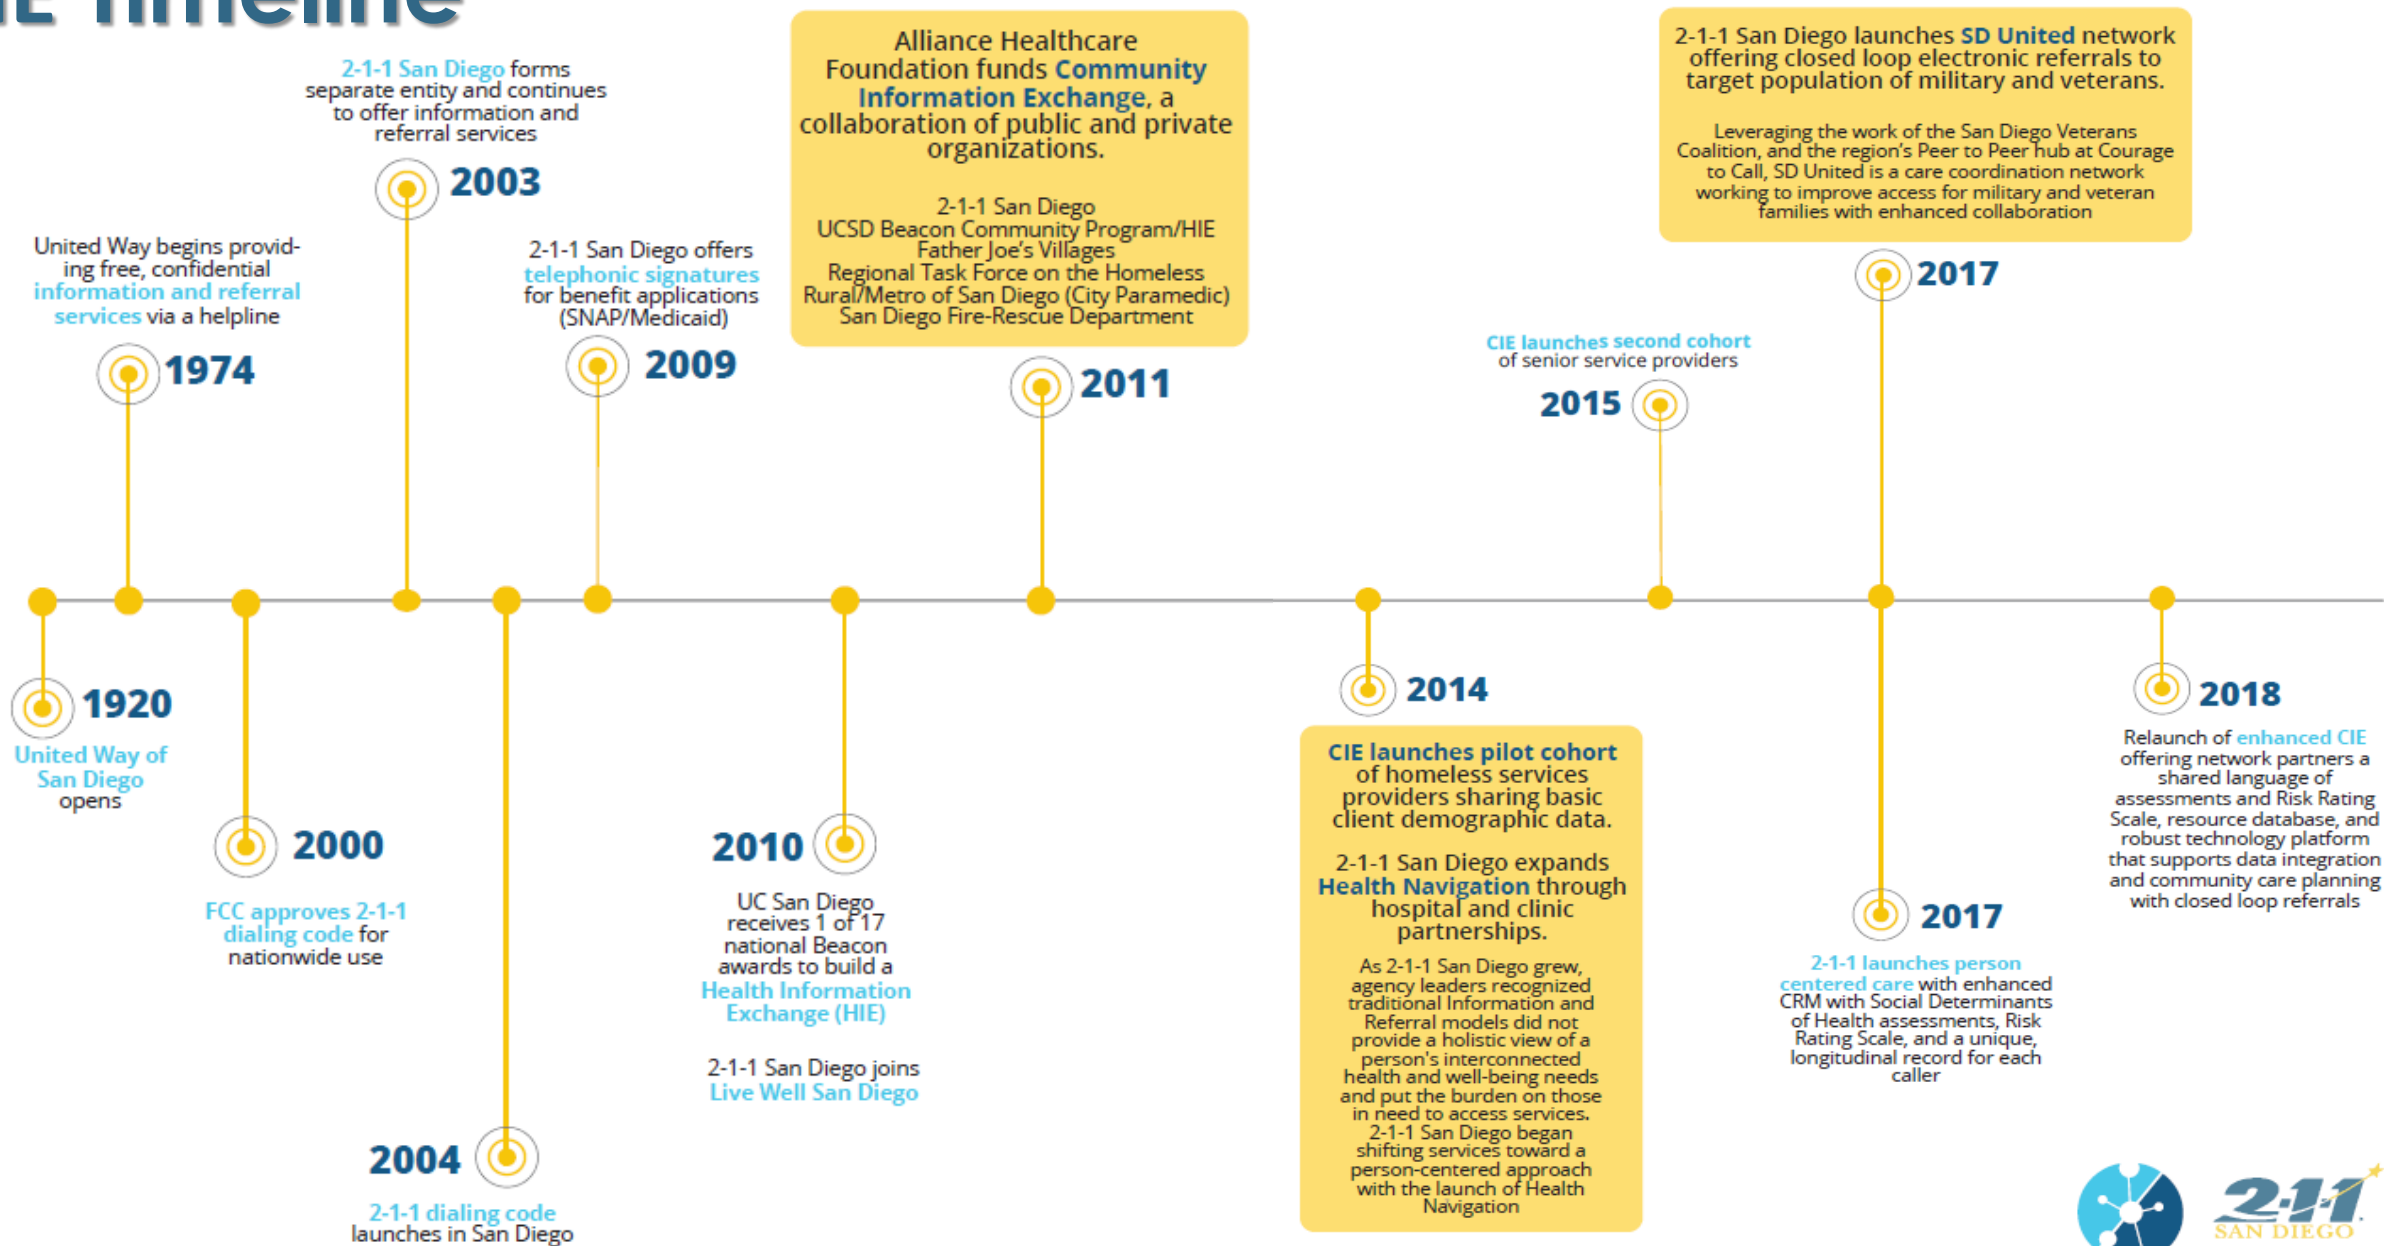 Timeline
2-1-1 San Diego forms
separate entity and continues
to offer information and
referral services
2003
United Way begins provid-
ing free, confidential
information and referral
services via a helpline
1974
2-1-1 San Diego offers
telephonic signatures
for benefit applications
(SNAP/Medicaid)
2009
Alliance Healthcare
Foundation funds Community
Information Exchange, a
collaboration of public and private
organizations.
2-1-1 San Diego
UCSD Beacon Community Program/HIE
Father Joe's Villages
Regional Task Force on the Homeless
Rural/Metro of San Diego (City Paramedic)
San Diego Fire-Rescue Department
2011
CIE launches second cohort
of senior service providers
2015
2-1-1 San Diego launches SD United network
offering closed loop electronic referrals to
target population of military and veterans.
Leveraging the work of the San Diego Veterans
Coalition, and the region's Peer to Peer hub at Courage
to Call, SD United is a care coordination network
working to improve access for military and veteran
families with enhanced collaboration
2017
1920
United Way of
San Diego
opens
2000
FCC approves 2-1-1
dialing code for
nationwide use
2004
2-1-1 dialing code
launches in San Diego
2010
UC San Diego
receives 1 of 17
national Beacon
awards to build a
Health Information
Exchange (HIE)
2-1-1 San Diego joins
Live Well San Diego
2014
CIE launches pilot cohort
of homeless services
providers sharing basic
client demographic data.
2-1-1 San Diego expands
Health Navigation through
hospital and clinic
partnerships.
As 2-1-1 San Diego grew,
agency leaders recognized
traditional Information and
Referral models did not
provide a holistic view of a
person's interconnected
health and well-being needs
and put the burden on those
in need to access services.
2-1-1 San Diego began
shifting services toward a
person-centered approach
with the launch of Health
Navigation
2017
2-1-1 launches person
centered care with enhanced
CRM with Social Determinants
of Health assessments, Risk
Rating Scale, and a unique,
longitudinal record for each
caller
2018
Relaunch of enhanced CIE
offering network partners a
shared language of
assessments and Risk Rating
Scale, resource database, and
robust technology platform
that supports data integration
and community care planning
with closed loop referrals
2-1-1
SAN DIEGO